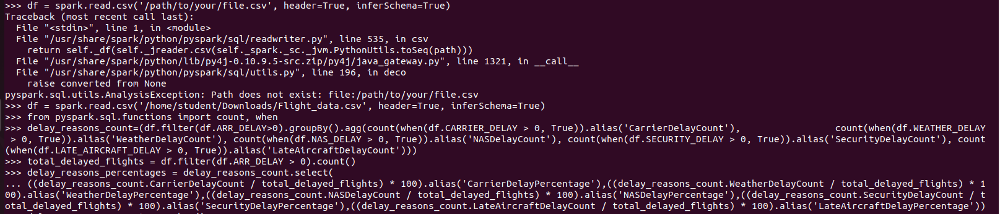 >>> df = spark.read.csv('/path/to/your/file.csv', header=True, inferSchema=True)
Traceback (most recent call last):
  File "<stdin>", line 1, in <module>
  File "/usr/share/spark/python/pyspark/sql/readwriter.py", line 535, in csv
    return self._df(self._jreader.csv(self._spark._sc._jvm.PythonUtils.toSeq(path)))
  File "/usr/share/spark/python/lib/py4j-0.10.9.5-src.zip/py4j/java_gateway.py", line 1321, in __call__
  File "/usr/share/spark/python/pyspark/sql/utils.py", line 196, in deco
    raise converted from None
pyspark.sql.utils.AnalysisException: Path does not exist: file:/path/to/your/file.csv
>>> df = spark.read.csv('/home/student/Downloads/Flight_data.csv', header=True, inferSchema=True)
>>> from pyspark.sql.functions import count, when
>>> delay_reasons_count=(df.filter(df.ARR_DELAY>0).groupBy().agg(count(when(df.CARRIER_DELAY > 0, True)).alias('CarrierDelayCount'),                 count(when(df.WEATHER_DELAY
 > 0, True)).alias('WeatherDelayCount'), count(when(df.NAS_DELAY > 0, True)).alias('NASDelayCount'), count(when(df.SECURITY_DELAY > 0, True)).alias('SecurityDelayCount'), count
(when(df.LATE_AIRCRAFT_DELAY > 0, True)).alias('LateAircraftDelayCount')))
>>> total_delayed_flights = df.filter(df.ARR_DELAY > 0).count()
>>> delay_reasons_percentages = delay_reasons_count.select(
... ((delay_reasons_count.CarrierDelayCount / total_delayed_flights) * 100).alias('CarrierDelayPercentage'),((delay_reasons_count.WeatherDelayCount / total_delayed_flights) * 1
00).alias('WeatherDelayPercentage'),((delay_reasons_count.NASDelayCount / total_delayed_flights) * 100).alias('NASDelayPercentage'),((delay_reasons_count.SecurityDelayCount / t
otal_delayed_flights) * 100).alias('SecurityDelayPercentage'),((delay_reasons_count.LateAircraftDelayCount / total_delayed_flights) * 100).alias('LateAircraftDelayPercentage'))